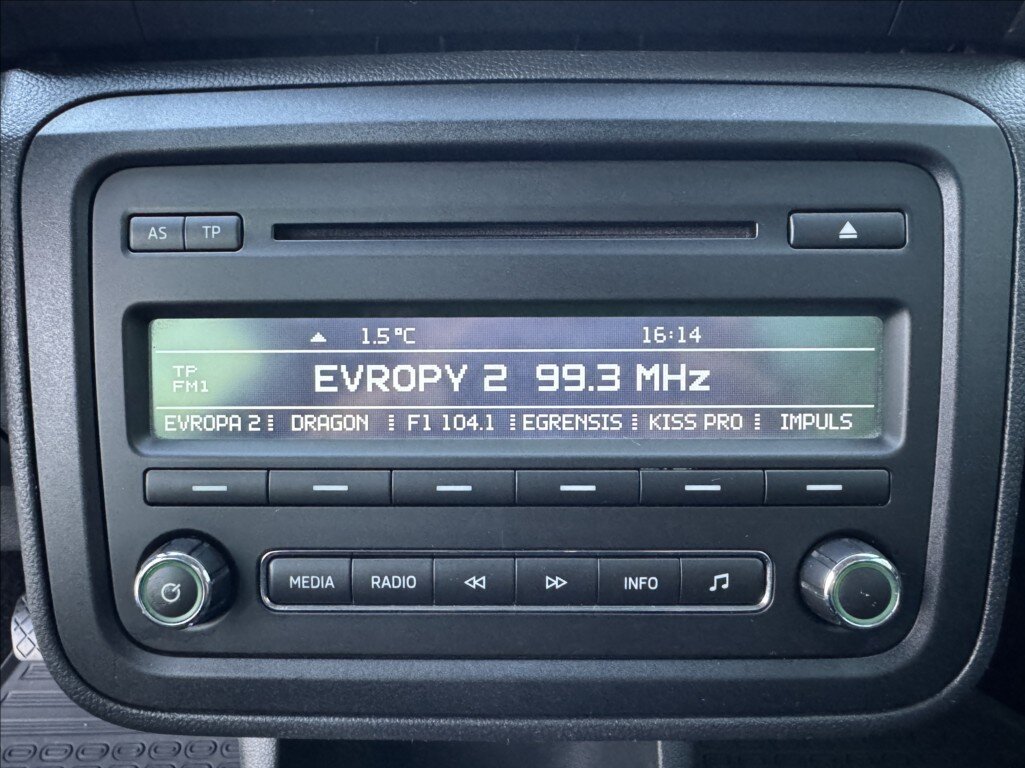 AS TP
1.5°C 16:14
TP
FM1
EVROPY 2 99.3 MHz
EVROPA 2 DRAGON F1 104.1 EGRENSIS KISS PRO IMPULS
MEDIA RADIO INFO